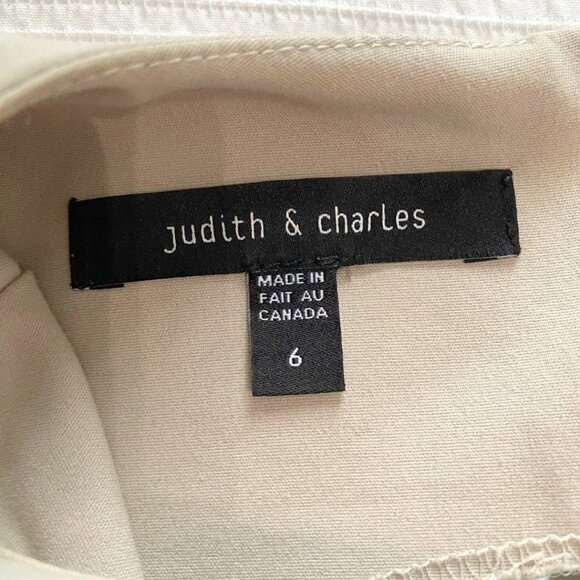 judith & charles
MADE IN
FAIT AU
CANADA
6